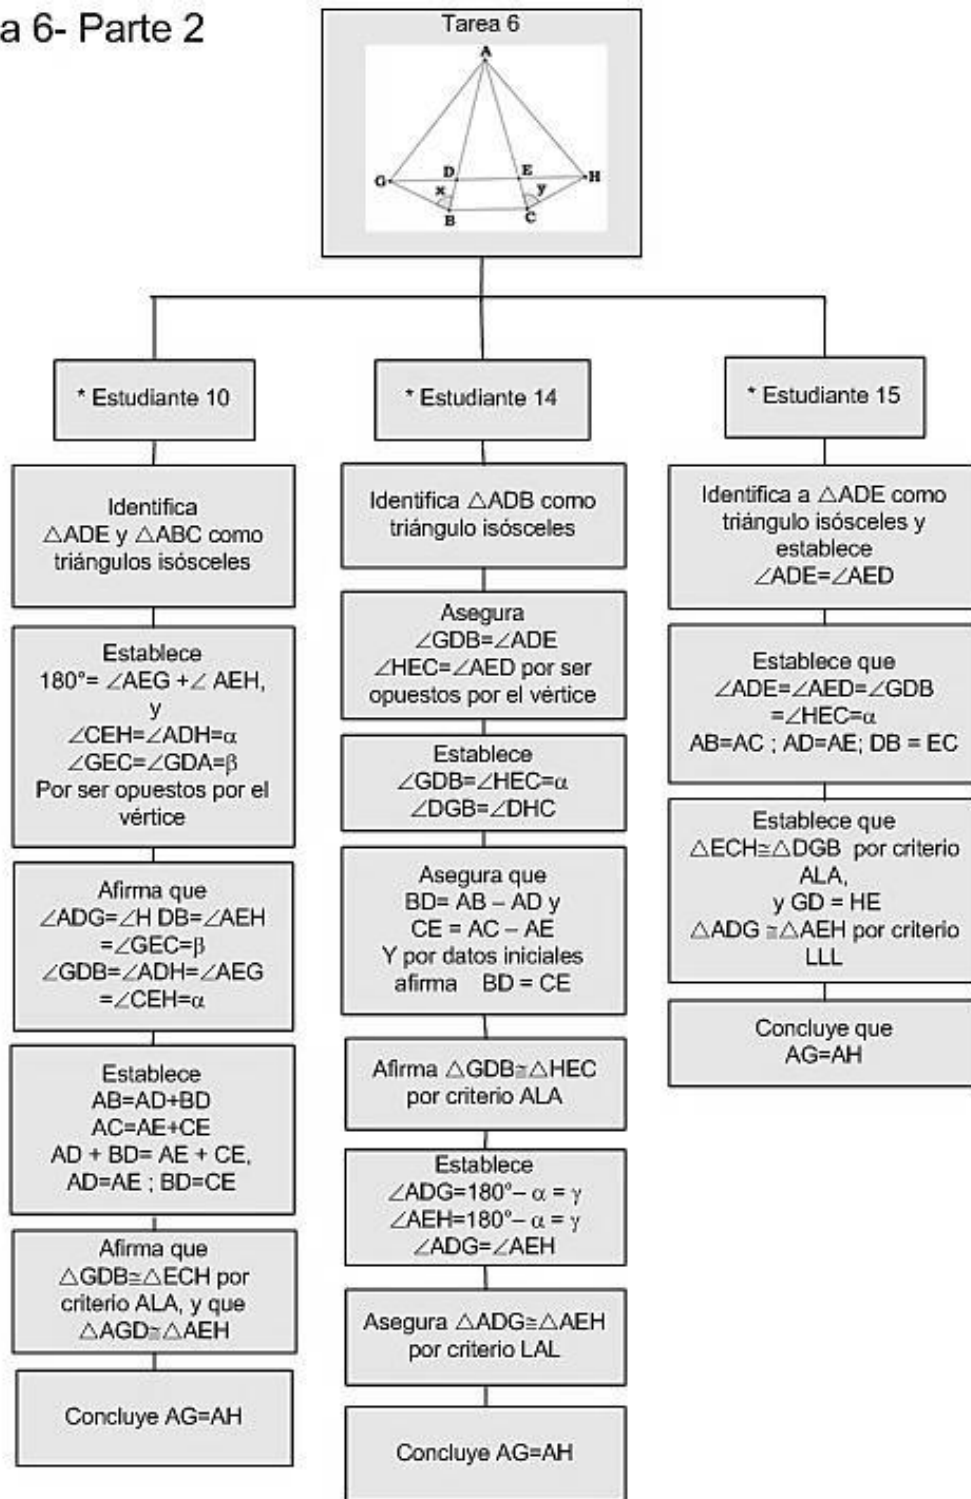 a 6- Parte 2
Tarea 6
A
G
D
E
H
x
y
B
C
* Estudiante 10
Identifica
△ADE y △ABC como
triángulos isósceles
Establece
180°= ∠AEG +∠ AEH,
y
∠CEH=∠ADH=α
∠GEC=∠GDA=β
Por ser opuestos por el
vértice
Afirma que
∠ADG=∠H DB=∠AEH
=∠GEC=β
∠GDB=∠ADH=∠AEG
=∠CEH=α
Establece
AB=AD+BD
AC=AE+CE
AD + BD= AE + CE,
AD=AE ; BD=CE
Afirma que
△GDB≅△ECH por
criterio ALA, y que
△AGD≅△AEH
Concluye AG=AH
* Estudiante 14
Identifica △ADB como
triángulo isósceles
Asegura
∠GDB=∠ADE
∠HEC=∠AED por ser
opuestos por el vértice
Establece
∠GDB=∠HEC=α
∠DGB=∠DHC
Asegura que
BD= AB – AD y
CE = AC – AE
Y por datos iniciales
afirma BD = CE
Afirma △GDB≅△HEC
por criterio ALA
Establece
∠ADG=180°– α = γ
∠AEH=180°– α = γ
∠ADG=∠AEH
Asegura △ADG≅△AEH
por criterio LAL
Concluye AG=AH
* Estudiante 15
Identifica a △ADE como
triángulo isósceles y
establece
∠ADE=∠AED
Establece que
∠ADE=∠AED=∠GDB
=∠HEC=α
AB=AC ; AD=AE; DB = EC
Establece que
△ECH≅△DGB por criterio
ALA,
y GD = HE
△ADG ≅△AEH por criterio
LLL
Concluye que
AG=AH